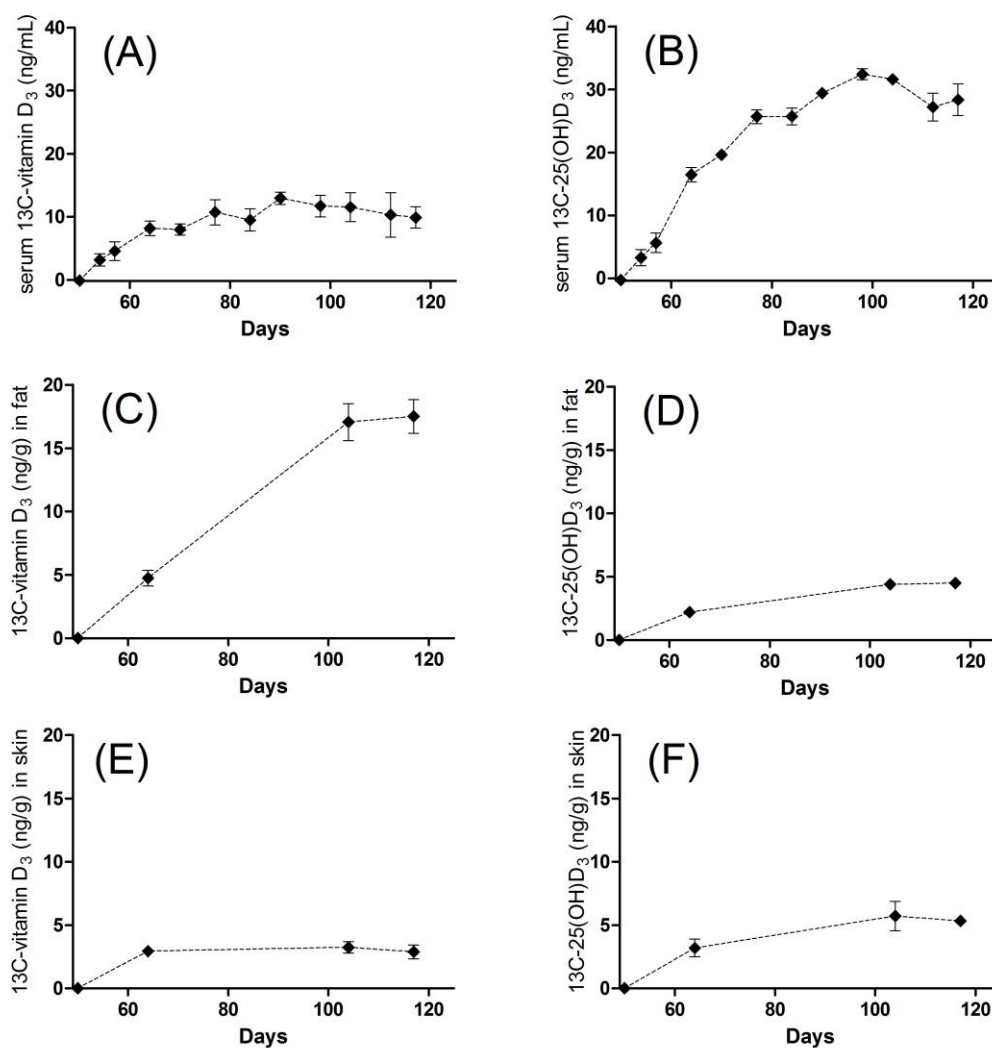 (A)
serum 13C-vitamin D₃ (ng/mL)
40
30
20
10
0
60 80 100 120
Days
(B)
serum 13C-25(OH)D₃ (ng/mL)
40
30
20
10
0
60 80 100 120
Days
(C)
13C-vitamin D₃ (ng/g) in fat
20
15
10
5
0
60 80 100 120
Days
(D)
13C-25(OH)D₃ (ng/g) in fat
20
15
10
5
0
60 80 100 120
Days
(E)
13C-vitamin D₃ (ng/g) in skin
20
15
10
5
0
60 80 100 120
Days
(F)
13C-25(OH)D₃ (ng/g) in skin
20
15
10
5
0
60 80 100 120
Days